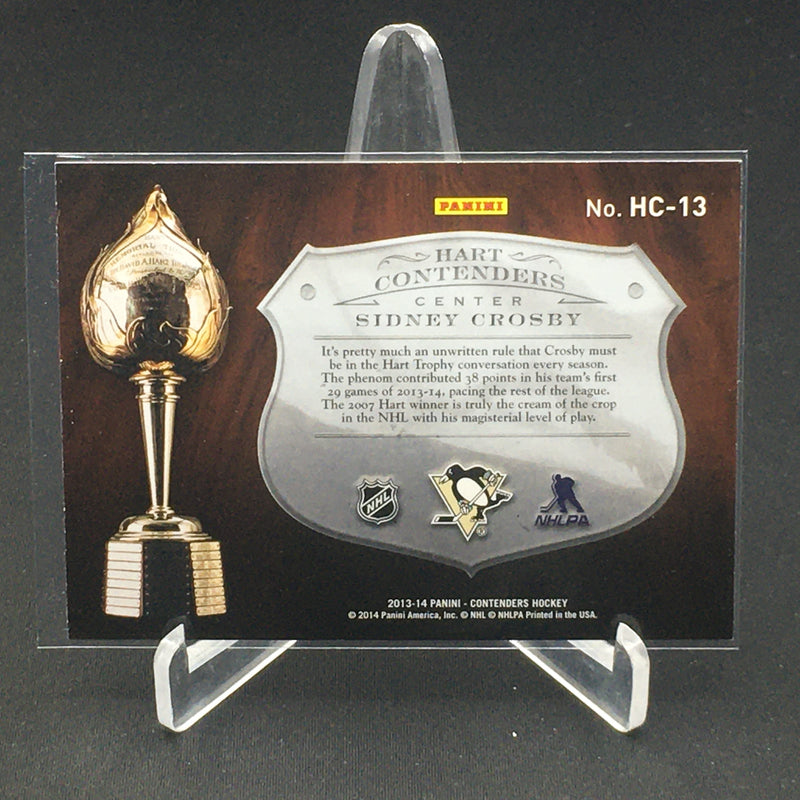 PANINI
No. HC-13
HART
CONTENDERS
CENTER
SIDNEY CROSBY
It's pretty much an unwritten rule that Crosby must
be in the Hart Trophy conversation every season.
The phenom contributed 38 points in his team's first
29 games of 2013-14, pacing the rest of the league.
The 2007 Hart winner is truly the cream of the crop
in the NHL with his magisterial level of play.
NHL
NHLPA
2013-14 PANINI - CONTENDERS HOCKEY
© 2014 Panini America, Inc. © NHL © NHLPA Printed in the USA.